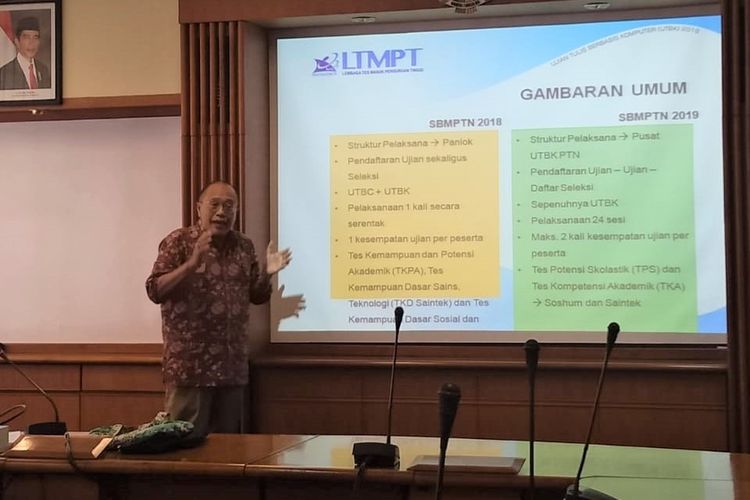 LTMPT
LEMBAGA TES MASUK PERGURUAN TINGGI
UJIAN TULIS BERBASIS KOMPUTER (UTBK) 2019
GAMBARAN UMUM
SBMPTN 2018
• Struktur Pelaksana → Panlok
• Pendaftaran Ujian sekaligus
Seleksi
• UTBC + UTBK
• Pelaksanaan 1 kali secara
serentak
• 1 kesempatan ujian per peserta
• Tes Kemampuan dan Potensi
Akademik (TKPA), Tes
Kemampuan Dasar Sains,
Teknologi (TKD Saintek) dan Tes
Kemampuan Dasar Sosial dan
SBMPTN 2019
• Struktur Pelaksana → Pusat
UTBK PTN
• Pendaftaran Ujian – Ujian –
Daftar Seleksi
• Sepenuhnya UTBK
• Pelaksanaan 24 sesi
• Maks. 2 kali kesempatan ujian per
peserta
• Tes Potensi Skolastik (TPS) dan
Tes Kompetensi Akademik (TKA)
→ Soshum dan Saintek